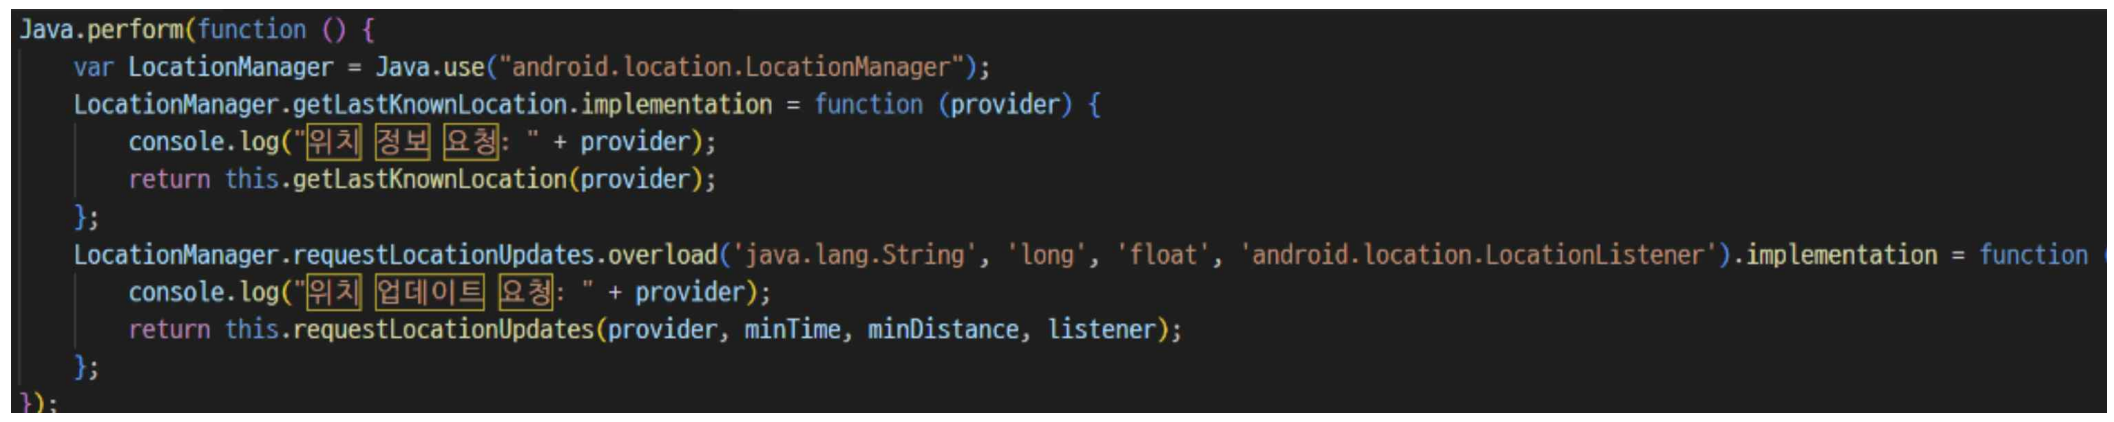 Java.perform(function () {
    var LocationManager = Java.use("android.location.LocationManager");
    LocationManager.getLastKnownLocation.implementation = function (provider) {
        console.log("위치 정보 요청: " + provider);
        return this.getLastKnownLocation(provider);
    };
    LocationManager.requestLocationUpdates.overload('java.lang.String', 'long', 'float', 'android.location.LocationListener').implementation = function (
        console.log("위치 업데이트 요청: " + provider);
        return this.requestLocationUpdates(provider, minTime, minDistance, listener);
    };
});